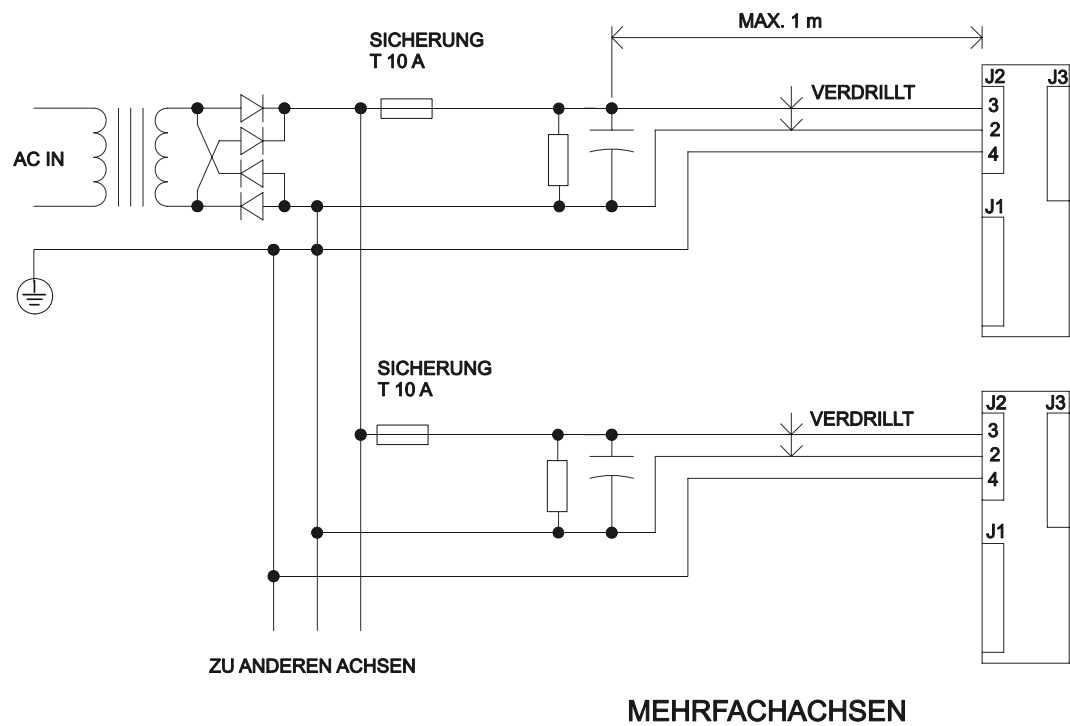 MAX. 1 m
SICHERUNG
T 10 A
J2
J3
VERDRILLT
3
2
4
AC IN
J1
SICHERUNG
T 10 A
J2
J3
VERDRILLT
3
2
4
J1
ZU ANDEREN ACHSEN
MEHRFACHACHSEN